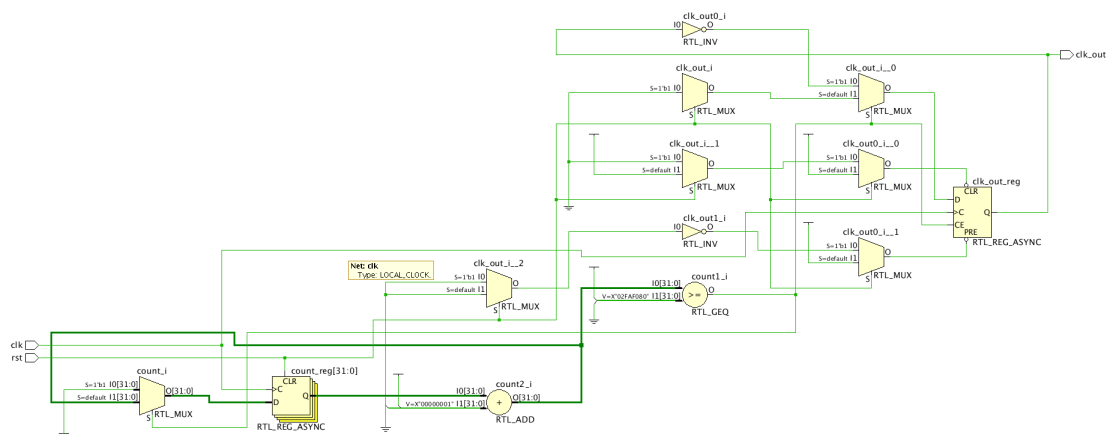 clk_out0_i
I0 O
RTL_INV
clk_out
clk_out_i
S=1'b1 I0 O
S RTL_MUX
clk_out_i__0
S=1'b1 I0 O
S=default I1
S RTL_MUX
clk_out_i__1
S=1'b1 I0 O
S=default I1
S RTL_MUX
clk_out0_i__0
S=1'b1 I0 O
S=default I1
S RTL_MUX
clk_out_reg
CLR
D
C Q
CE
PRE
RTL_REG_ASYNC
clk_out1_i
I0 O
RTL_INV
clk_out0_i__1
S=1'b1 I0 O
S=default I1
S RTL_MUX
Net: clk
Type: LOCAL_CLOCK
clk_out_i__2
S=1'b1 I0 O
S=default I1
S RTL_MUX
count1_i
I0[31:0] O
V=X"02FAF080" I1[31:0] >=
RTL_GEQ
clk
rst
count_i
S=1'b1 I0[31:0] O[31:0]
S=default I1[31:0]
S RTL_MUX
count_reg[31:0]
CLR
C Q
D
RTL_REG_ASYNC
count2_i
I0[31:0] O[31:0]
V=X"00000001" I1[31:0] +
RTL_ADD